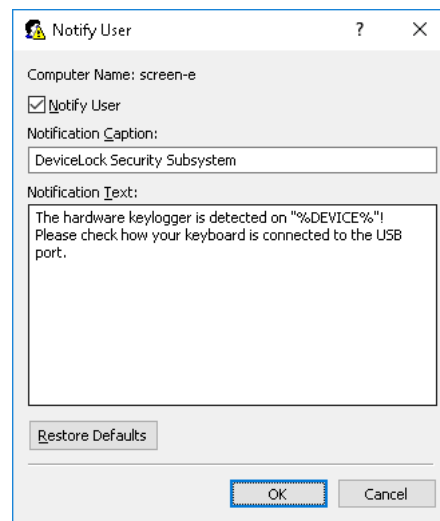 Notify User
Computer Name: screen-e
Notify User
Notification Caption:
DeviceLock Security Subsystem
Notification Text:
The hardware keylogger is detected on "%DEVICE%"!
Please check how your keyboard is connected to the USB
port.
Restore Defaults
OK
Cancel